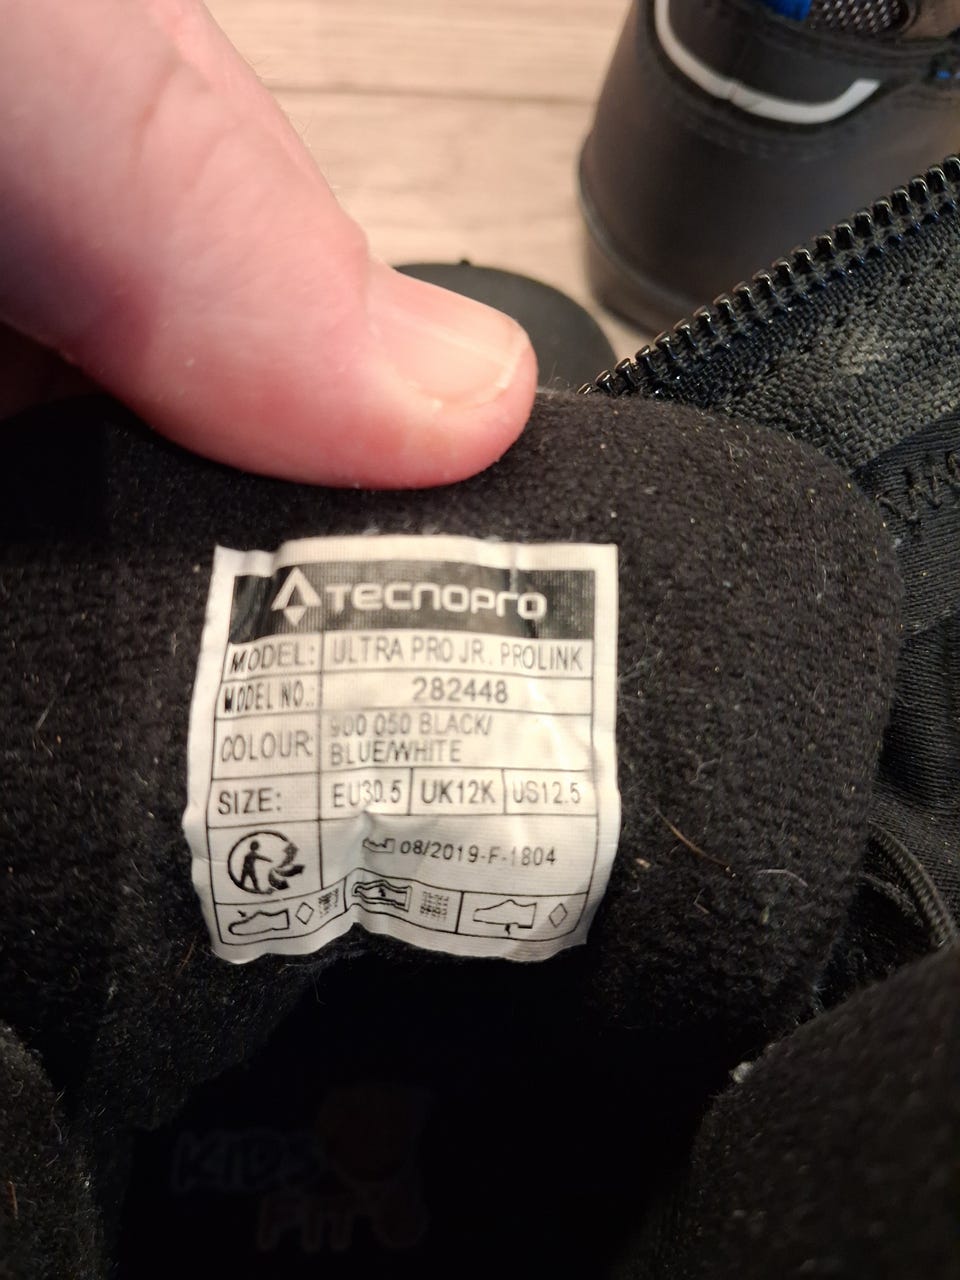 TECNOPRO
MODEL: ULTRA PRO JR. PROLINK
MODEL NO.: 282448
COLOUR: 900 050 BLACK/
BLUE/WHITE
SIZE: EU30.5 UK12K US12.5
08/2019-F-1804
KIDS